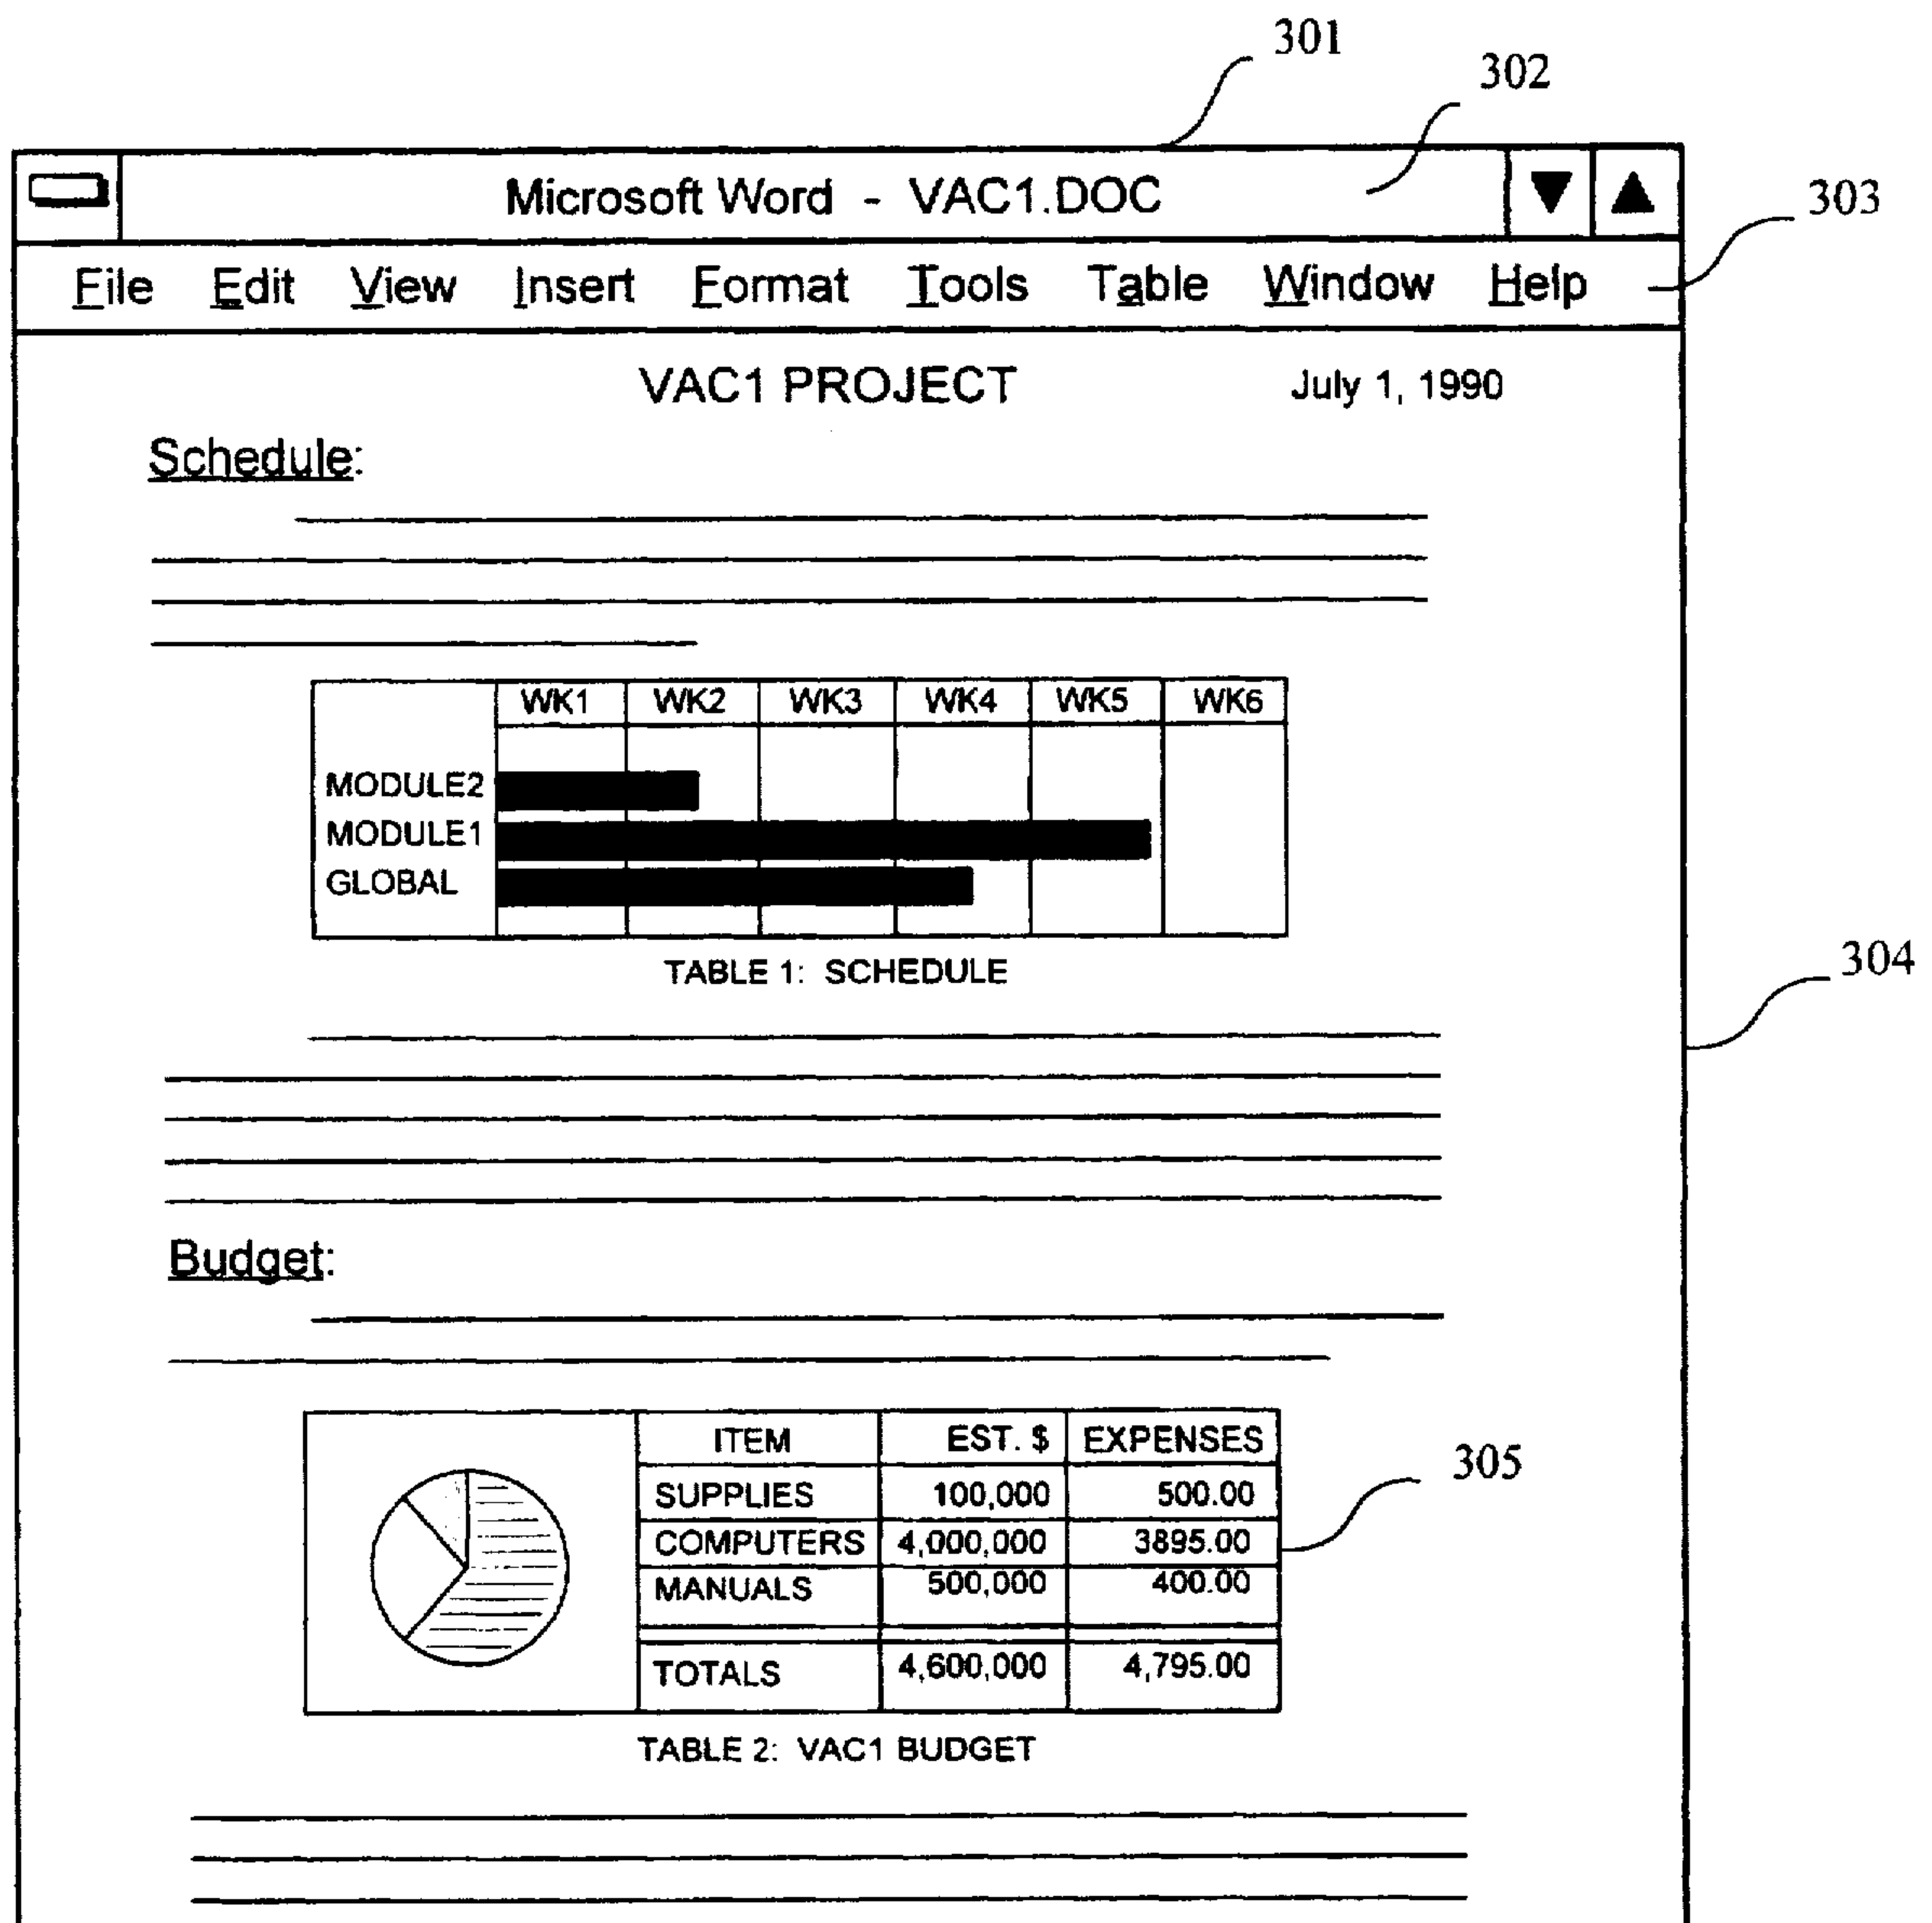 301
302
Microsoft Word - VAC1.DOC
303
File Edit View Insert Format Tools Table Window Help
VAC1 PROJECT July 1, 1990
Schedule:
WK1 WK2 WK3 WK4 WK5 WK6
MODULE2
MODULE1
GLOBAL
304
TABLE 1: SCHEDULE
Budget:
ITEM EST. $ EXPENSES
305
SUPPLIES 100,000 500.00
COMPUTERS 4,000,000 3895.00
MANUALS 500,000 400.00
TOTALS 4,600,000 4,795.00
TABLE 2: VAC1 BUDGET